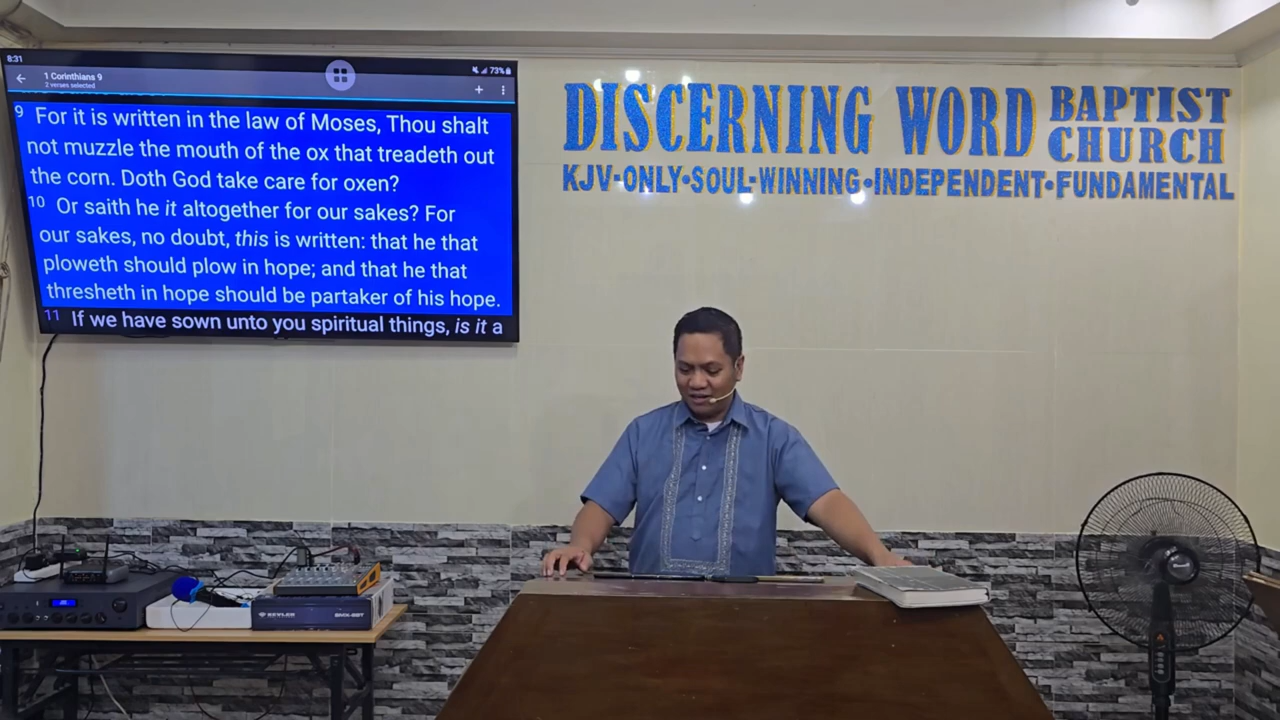 8:31
73%
1 Corinthians 9
2 verses selected
9 For it is written in the law of Moses, Thou shalt
not muzzle the mouth of the ox that treadeth out
the corn. Doth God take care for oxen?
10 Or saith he it altogether for our sakes? For
our sakes, no doubt, this is written: that he that
ploweth should plow in hope; and that he that
thresheth in hope should be partaker of his hope.
11 If we have sown unto you spiritual things, is it a
DISCERNING WORD BAPTIST
CHURCH
KJV-ONLY•SOUL-WINNING•INDEPENDENT•FUNDAMENTAL
KEVLER